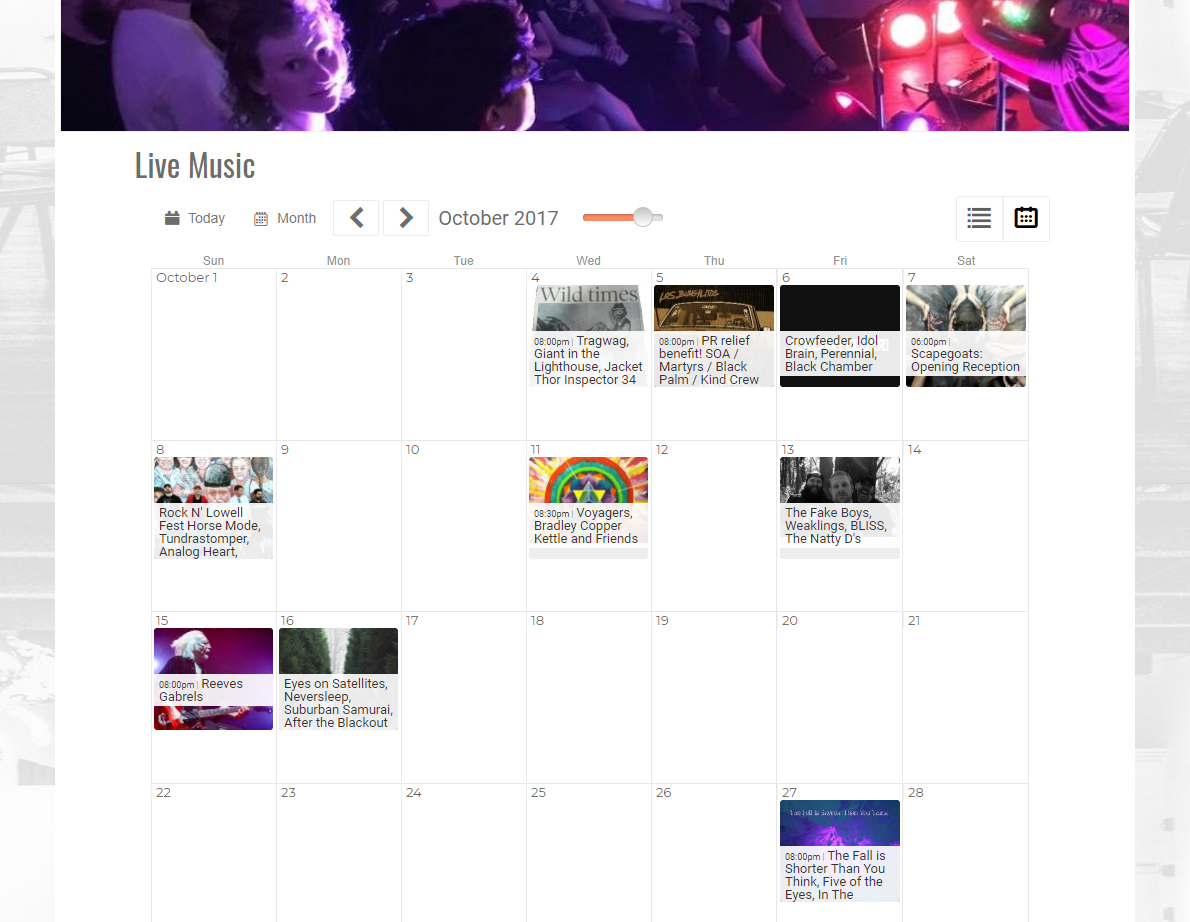 Live Music
Today
Month
October 2017
Sun Mon Tue Wed Thu Fri Sat
October 1 2 3 4 5 6 7
Wild times
08:00pm | Tragwag,
Giant in the
Lighthouse, Jacket
Thor Inspector 34
LOS BUNGALITOS
08:00pm | PR relief
benefit! SOA /
Martyrs / Black
Palm / Kind Crew
Crowfeeder, Idol
Brain, Perennial,
Black Chamber
06:00pm |
Scapegoats:
Opening Reception
8 9 10 11 12 13 14
Rock N' Lowell
Fest Horse Mode,
Tundrastomper,
Analog Heart,
08:30pm | Voyagers,
Bradley Copper
Kettle and Friends
The Fake Boys,
Weaklings, BLISS,
The Natty D's
15 16 17 18 19 20 21
08:00pm | Reeves
Gabrels
Eyes on Satellites,
Neversleep,
Suburban Samurai,
After the Blackout
22 23 24 25 26 27 28
The Fall is Shorter Than You Think
08:00pm | The Fall is
Shorter Than You
Think, Five of the
Eyes, In The